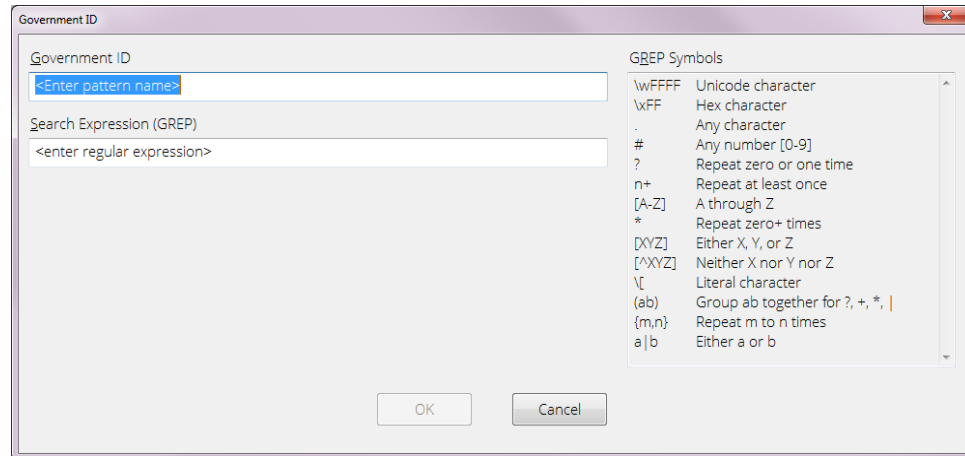 Government ID
x
Government ID
<Enter pattern name>
Search Expression (GREP)
<enter regular expression>
GREP Symbols
\wFFFF Unicode character
\xFF Hex character
. Any character
# Any number [0-9]
? Repeat zero or one time
n+ Repeat at least once
[A-Z] A through Z
* Repeat zero+ times
[XYZ] Either X, Y, or Z
[^XYZ] Neither X nor Y nor Z
\[ Literal character
(ab) Group ab together for ?, +, *, |
{m,n} Repeat m to n times
a|b Either a or b
OK
Cancel